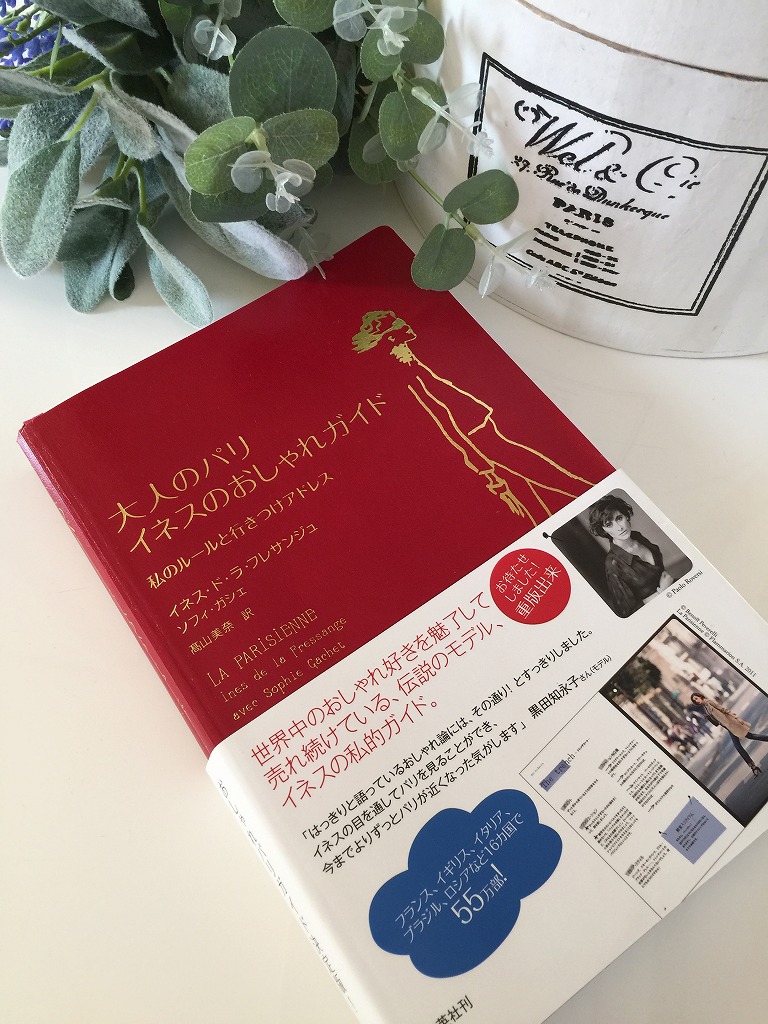 Wel. & Cie
PARIS
TELEPHONE
大人のパリ
イネスのおしゃれガイド
私のルールと行きつけアドレス
イネス・ド・ラ・フレサンジュ
ソフィ・ガシェ
髙山美奈 訳
LA PARISIENNE
Ines de la Fressange
avec Sophie Gachet
お待たせ
しました!
重版出来
© Paolo Roversi
世界中のおしゃれ好きを魅了して
売れ続けている、伝説のモデル、
イネスの私的ガイド。
「はっきりと語っているおしゃれ論には、その通り! とすっきりしました。
イネスの目を通してパリを見ることができ、
今までよりずっとパリが近くなった気がします」 黒田知永子さん(モデル)
フランス、イギリス、イタリア、
ブラジル、ロシアなど16カ国で
55万部!
英社刊